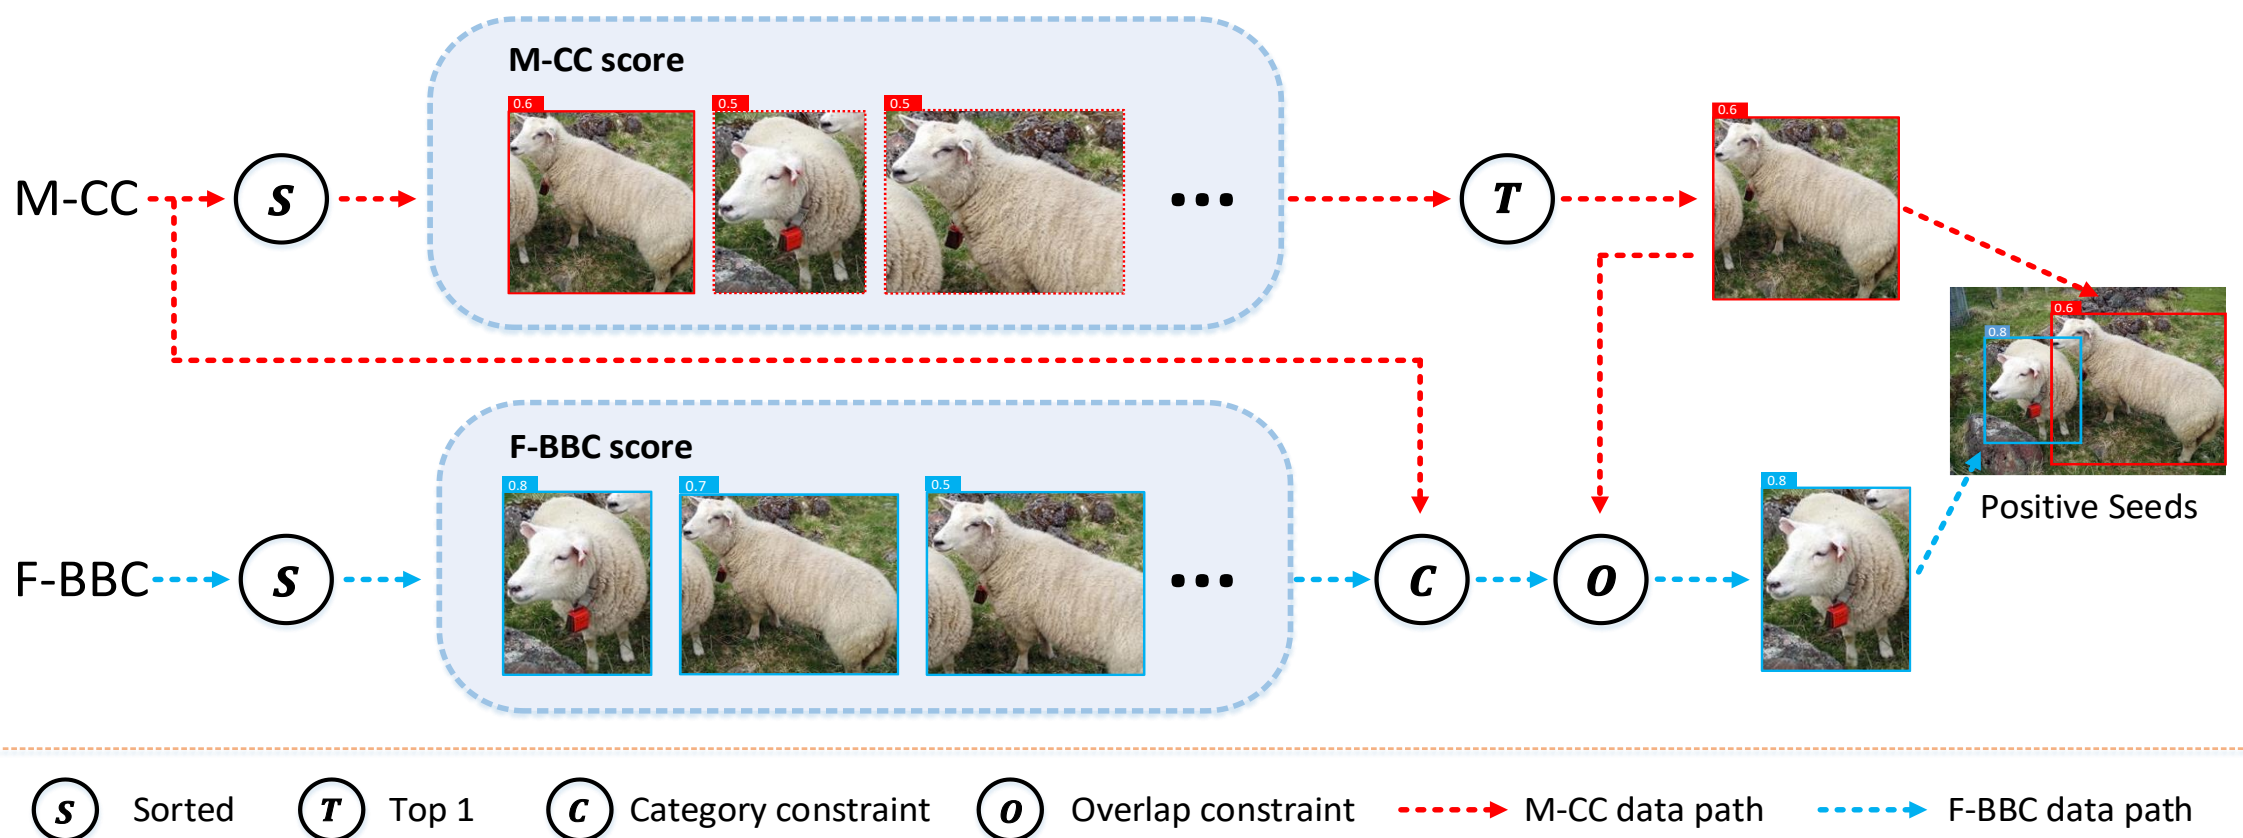 M-CC score
0.6
0.5
0.5
...
0.6
M-CC
S
T
0.6
0.8
F-BBC score
0.8
0.7
0.5
...
0.8
Positive Seeds
F-BBC
S
C
O
S Sorted T Top 1 C Category constraint O Overlap constraint M-CC data path F-BBC data path